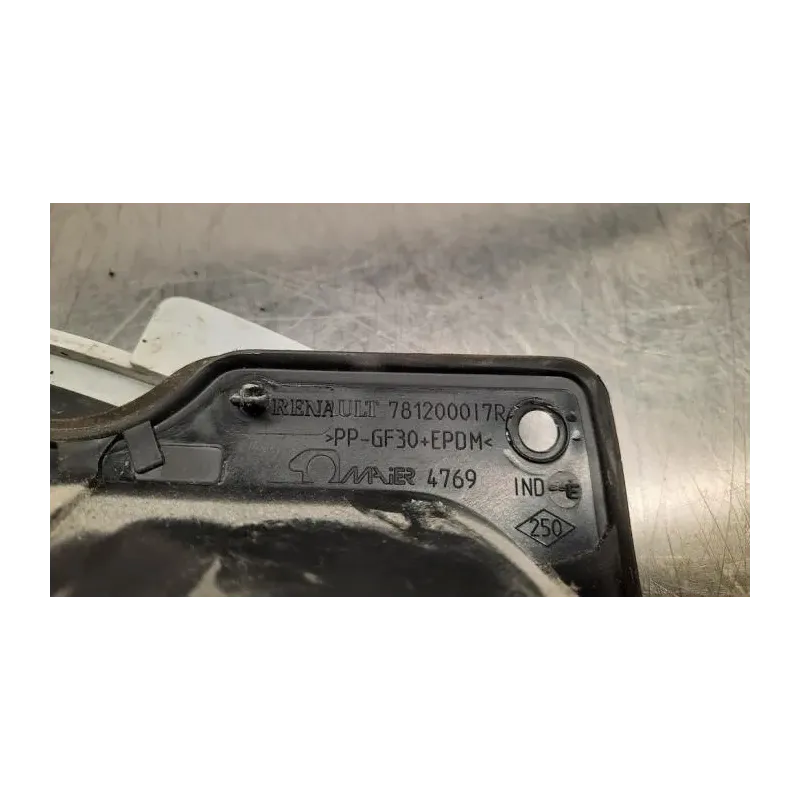 RENAULT 781200017R
>PP-GF30+EPDM<
MAIER 4769
IND-E
250